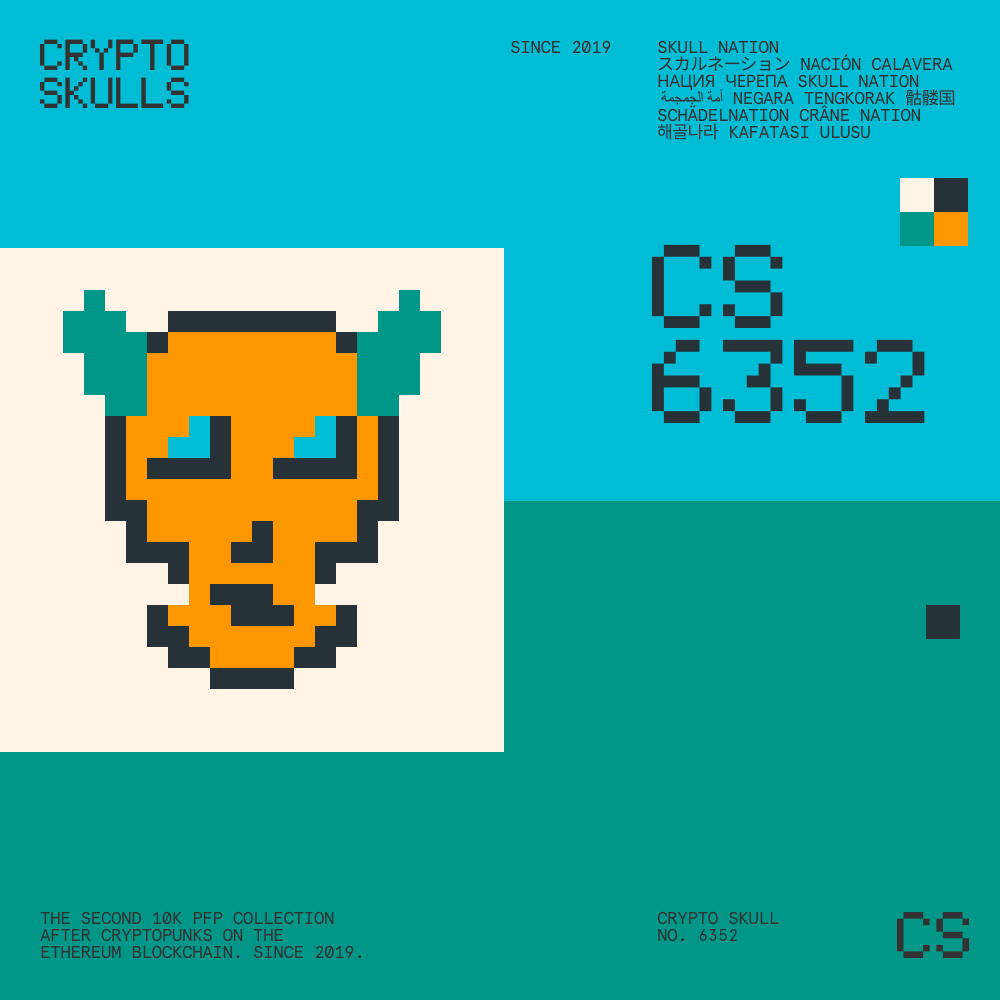 CRYPTO
SKULLS
SINCE 2019
SKULL NATION
スカルネーション NACIÓN CALAVERA
НАЦИЯ ЧЕРЕПА SKULL NATION
أمة الجمجمة NEGARA TENGKORAK 骷髅国
SCHÄDELNATION CRÂNE NATION
해골나라 KAFATASI ULUSU
CS
6352
THE SECOND 10K PFP COLLECTION
AFTER CRYPTOPUNKS ON THE
ETHEREUM BLOCKCHAIN. SINCE 2019.
CRYPTO SKULL
NO. 6352
CS